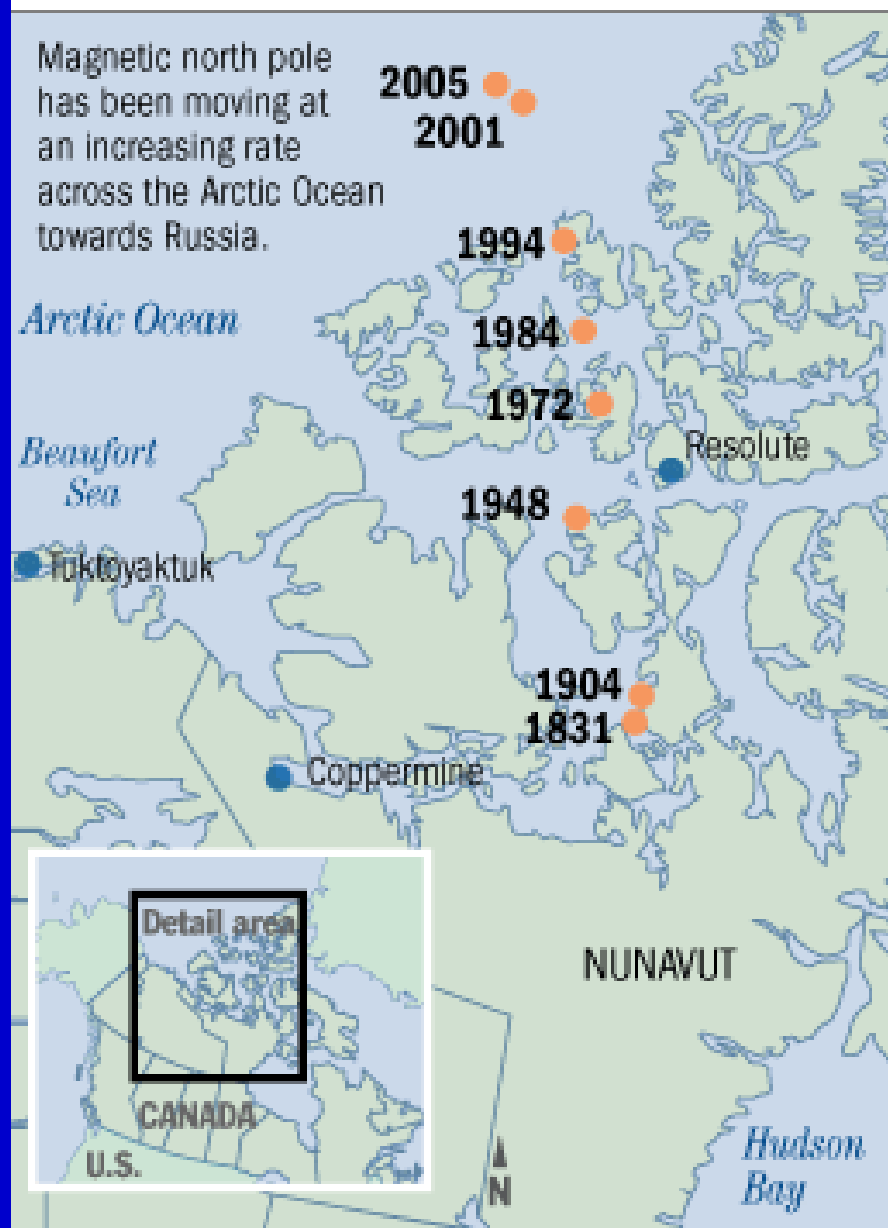 Magnetic north pole
has been moving at
an increasing rate
across the Arctic Ocean
towards Russia.
2005
2001
1994
Arctic Ocean
1984
1972
Beaufort
Sea
Resolute
1948
Tuktoyaktuk
1904
1831
Coppermine
Detail area
NUNAVUT
CANADA
U.S.
N
Hudson
Bay